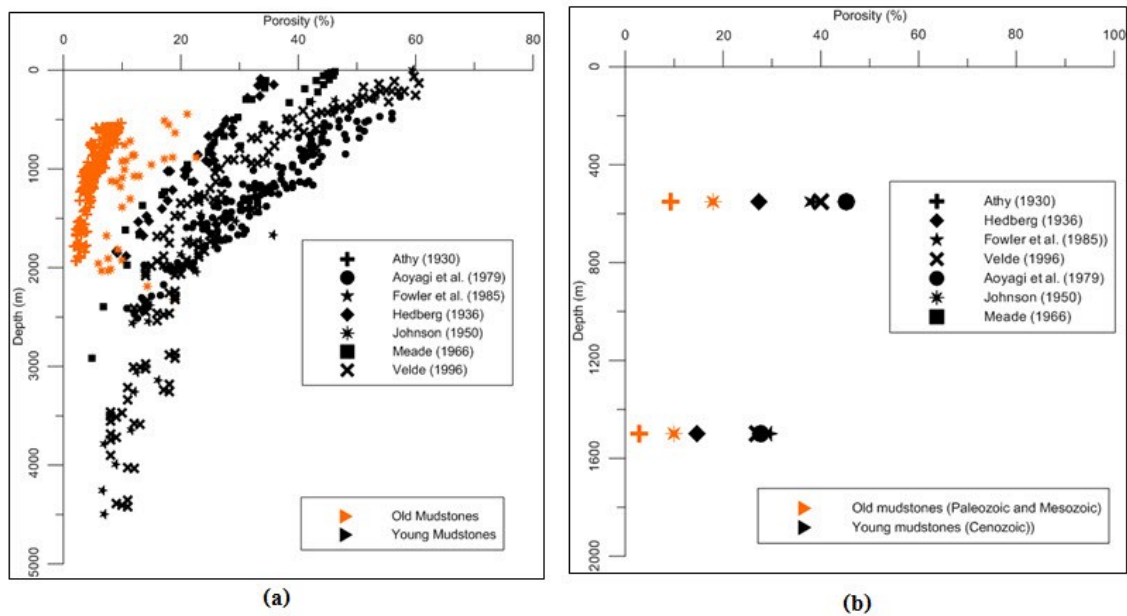 Porosity (%)
0 20 40 60 80
0
1000
2000
3000
4000
5000
Depth (m)
Athy (1930)
Aoyagi et al. (1979)
Fowler et al. (1985)
Hedberg (1936)
Johnson (1950)
Meade (1966)
Velde (1996)
Old Mudstones
Young Mudstones
(a)
Porosity (%)
0 20 40 60 80 100
0
400
800
1200
1600
2000
Depth (m)
Athy (1930)
Hedberg (1936)
Fowler et al. (1985))
Velde (1996)
Aoyagi et al. (1979)
Johnson (1950)
Meade (1966)
Old mudstones (Paleozoic and Mesozoic)
Young mudstones (Cenozoic))
(b)